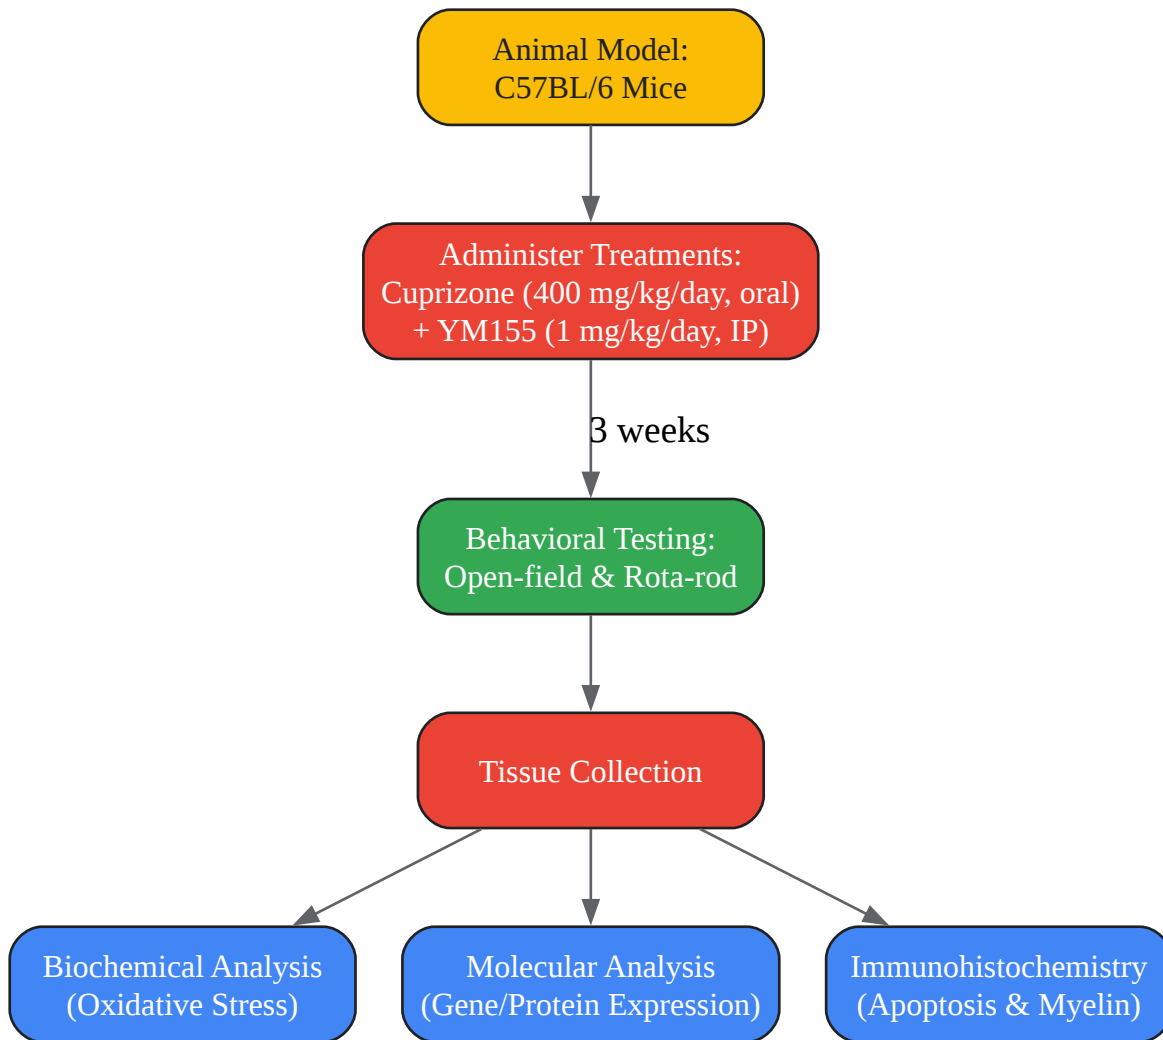 Animal Model:
C57BL/6 Mice
Administer Treatments:
Cuprizone (400 mg/kg/day, oral)
+ YM155 (1 mg/kg/day, IP)
3 weeks
Behavioral Testing:
Open-field & Rota-rod
Tissue Collection
Biochemical Analysis
(Oxidative Stress)
Molecular Analysis
(Gene/Protein Expression)
Immunohistochemistry
(Apoptosis & Myelin)